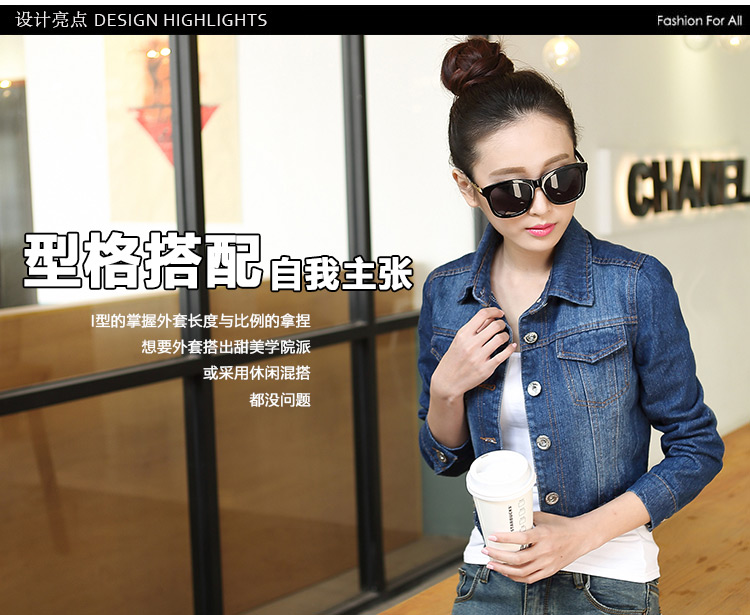 设计亮点 DESIGN HIGHLIGHTS
Fashion For All
CHANEL
型格搭配 自我主张
I型的掌握外套长度与比例的拿捏
想要外套搭出甜美学院派
或采用休闲混搭
都没问题